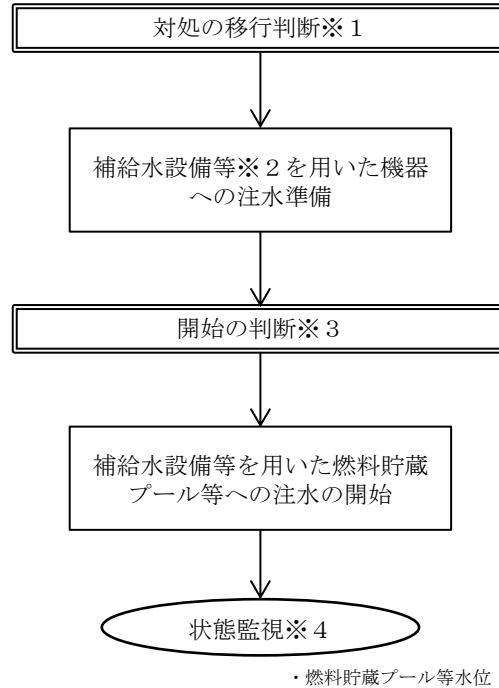 対処の移行判断※１
補給水設備等※２を用いた機器
への注水準備
開始の判断※３
補給水設備等を用いた燃料貯蔵
プール等への注水の開始
状態監視※４
・燃料貯蔵プール等水位